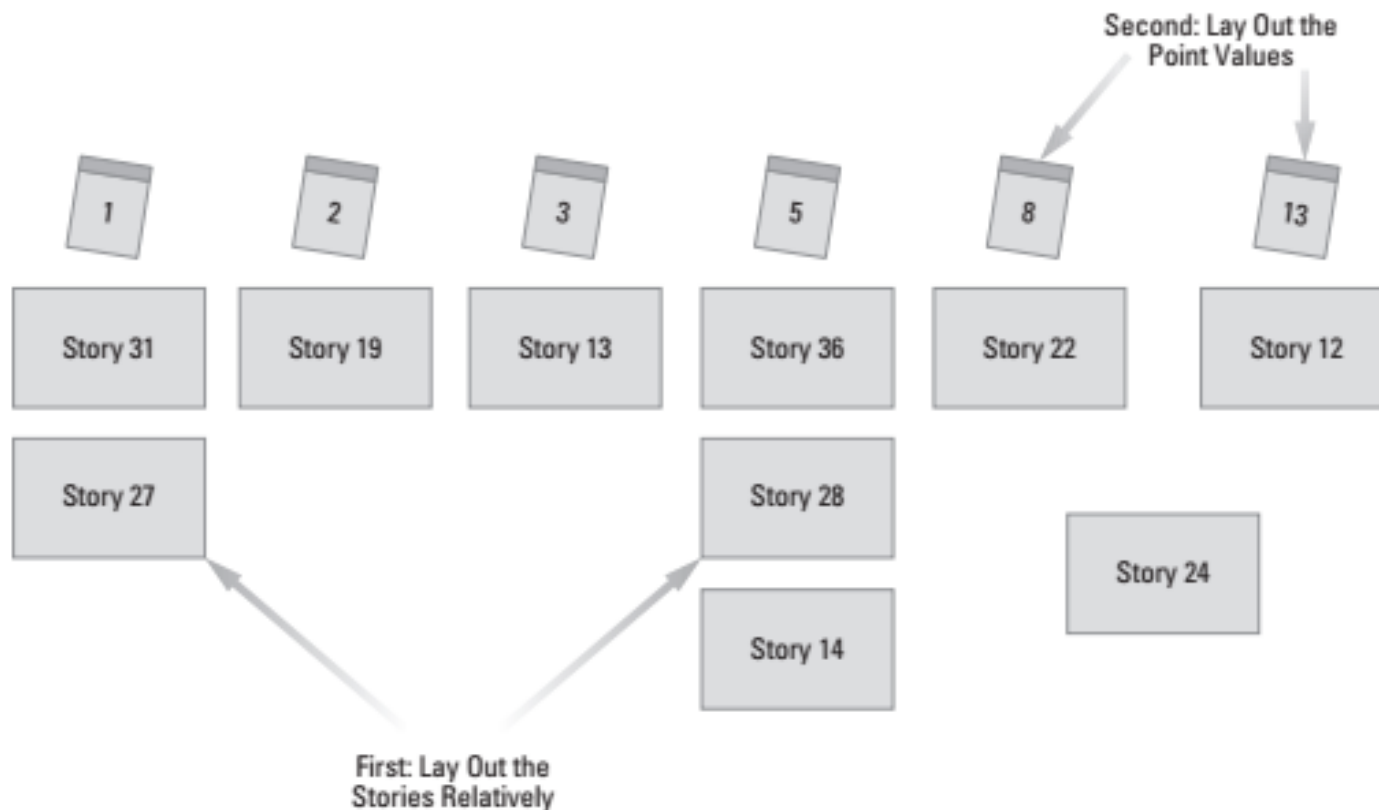 Second: Lay Out the
Point Values
1
2
3
5
8
13
Story 31
Story 19
Story 13
Story 36
Story 22
Story 12
Story 27
Story 28
Story 24
Story 14
First: Lay Out the
Stories Relatively